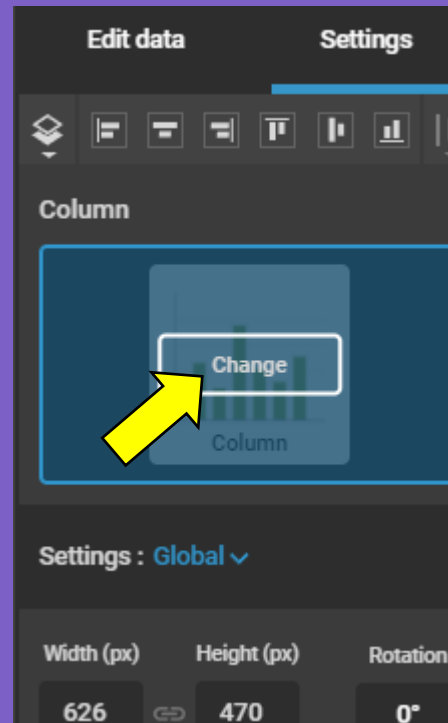 Edit data Settings
Column
Change
Column
Settings : Global
Width (px) Height (px) Rotation
626 470 0°